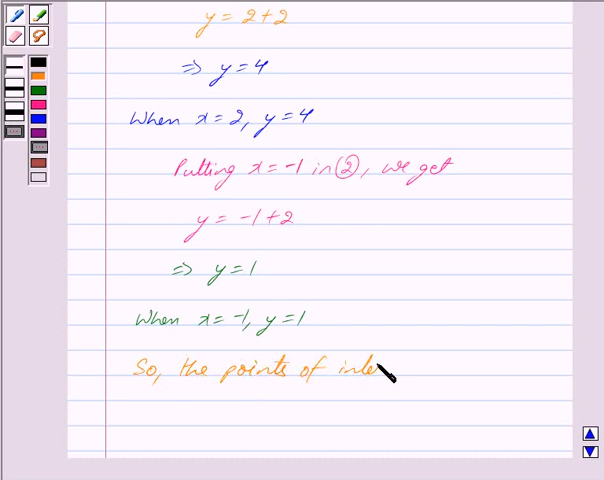 y = 2 + 2
⇒ y = 4
When x = 2, y = 4
Putting x = -1 in ②, we get
y = -1 + 2
⇒ y = 1
When x = -1, y = 1
So, the points of inte